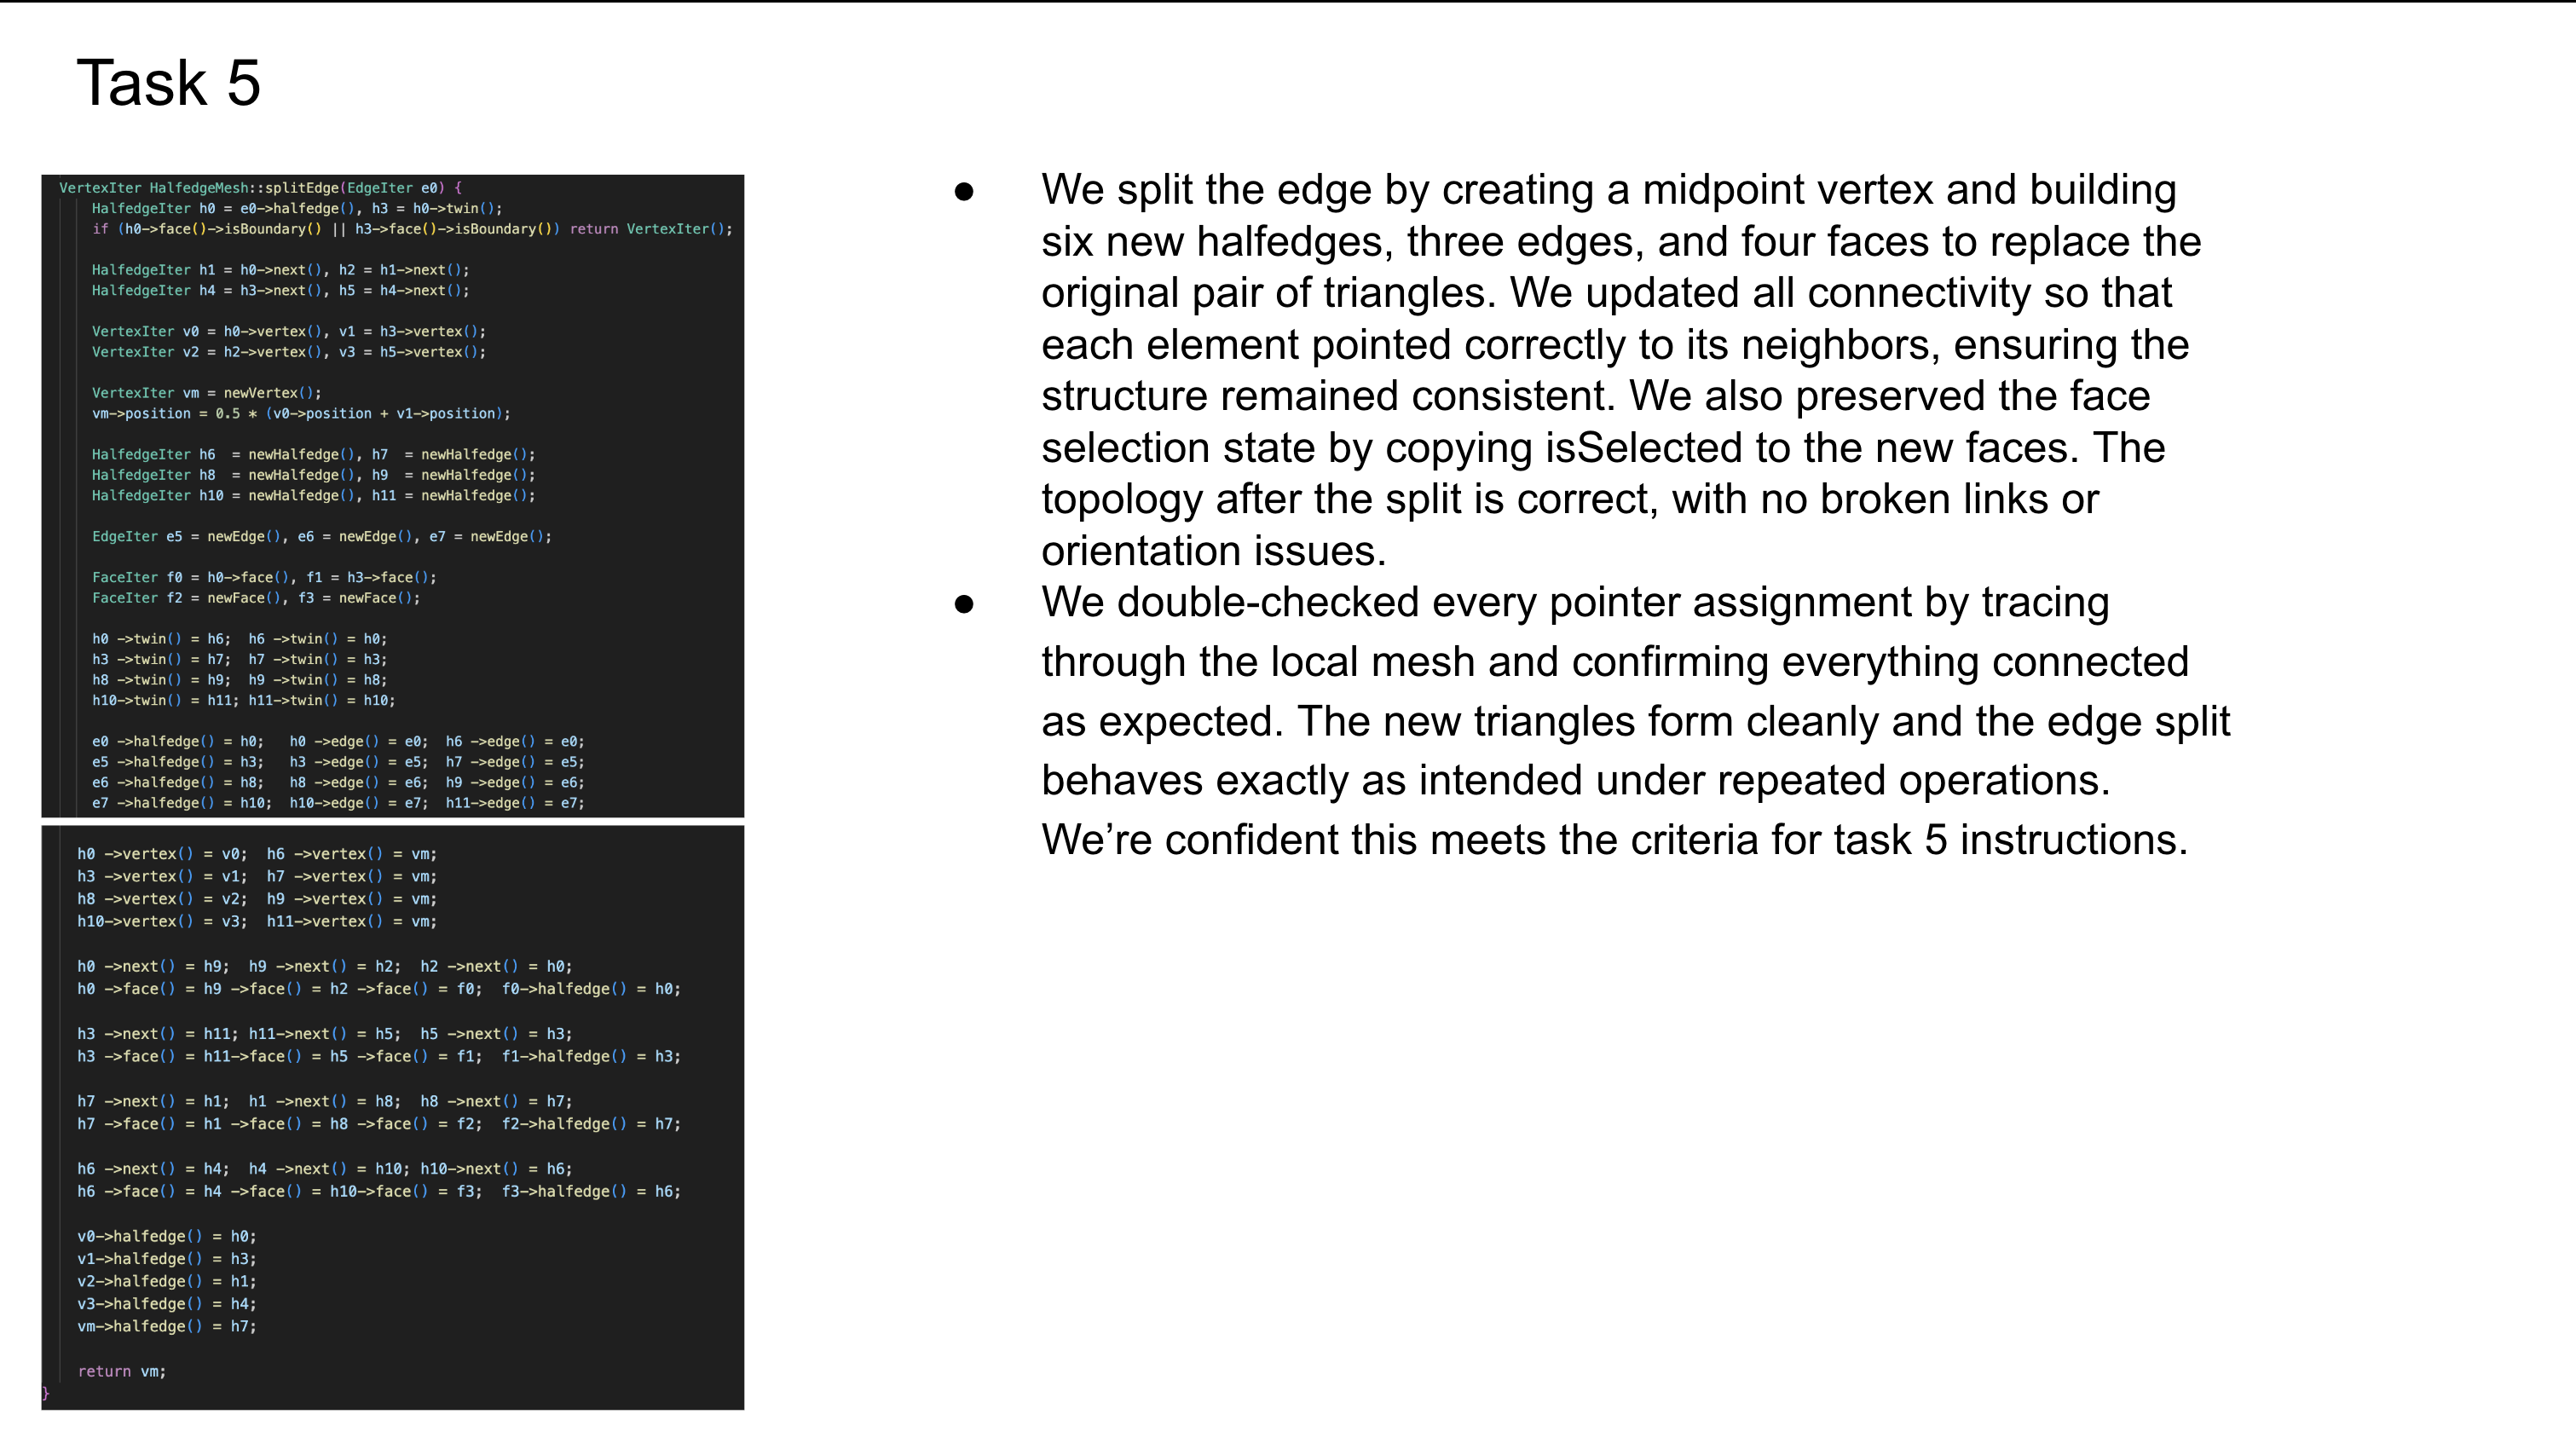 Task 5
VertexIter HalfedgeMesh::splitEdge(EdgeIter e0) {
HalfedgeIter h0 = e0->halfedge(), h3 = h0->twin();
if (h0->face()->isBoundary() || h3->face()->isBoundary()) return VertexIter();
HalfedgeIter h1 = h0->next(), h2 = h1->next();
HalfedgeIter h4 = h3->next(), h5 = h4->next();
VertexIter v0 = h0->vertex(), v1 = h3->vertex();
VertexIter v2 = h2->vertex(), v3 = h5->vertex();
VertexIter vm = newVertex();
vm->position = 0.5 * (v0->position + v1->position);
HalfedgeIter h6  = newHalfedge(), h7  = newHalfedge();
HalfedgeIter h8  = newHalfedge(), h9  = newHalfedge();
HalfedgeIter h10 = newHalfedge(), h11 = newHalfedge();
EdgeIter e5 = newEdge(), e6 = newEdge(), e7 = newEdge();
FaceIter f0 = h0->face(), f1 = h3->face();
FaceIter f2 = newFace(), f3 = newFace();
h0 ->twin() = h6;  h6 ->twin() = h0;
h3 ->twin() = h7;  h7 ->twin() = h3;
h8 ->twin() = h9;  h9 ->twin() = h8;
h10->twin() = h11; h11->twin() = h10;
e0 ->halfedge() = h0;   h0 ->edge() = e0;  h6 ->edge() = e0;
e5 ->halfedge() = h3;   h3 ->edge() = e5;  h7 ->edge() = e5;
e6 ->halfedge() = h8;   h8 ->edge() = e6;  h9 ->edge() = e6;
e7 ->halfedge() = h10;  h10->edge() = e7;  h11->edge() = e7;
h0 ->vertex() = v0;  h6 ->vertex() = vm;
h3 ->vertex() = v1;  h7 ->vertex() = vm;
h8 ->vertex() = v2;  h9 ->vertex() = vm;
h10->vertex() = v3;  h11->vertex() = vm;
h0 ->next() = h9;  h9 ->next() = h2;  h2 ->next() = h0;
h0 ->face() = h9 ->face() = h2 ->face() = f0;  f0->halfedge() = h0;
h3 ->next() = h11; h11->next() = h5;  h5 ->next() = h3;
h3 ->face() = h11->face() = h5 ->face() = f1;  f1->halfedge() = h3;
h7 ->next() = h1;  h1 ->next() = h8;  h8 ->next() = h7;
h7 ->face() = h1 ->face() = h8 ->face() = f2;  f2->halfedge() = h7;
h6 ->next() = h4;  h4 ->next() = h10; h10->next() = h6;
h6 ->face() = h4 ->face() = h10->face() = f3;  f3->halfedge() = h6;
v0->halfedge() = h0;
v1->halfedge() = h3;
v2->halfedge() = h1;
v3->halfedge() = h4;
vm->halfedge() = h7;
return vm;
}
● We split the edge by creating a midpoint vertex and building
six new halfedges, three edges, and four faces to replace the
original pair of triangles. We updated all connectivity so that
each element pointed correctly to its neighbors, ensuring the
structure remained consistent. We also preserved the face
selection state by copying isSelected to the new faces. The
topology after the split is correct, with no broken links or
orientation issues.
● We double-checked every pointer assignment by tracing
through the local mesh and confirming everything connected
as expected. The new triangles form cleanly and the edge split
behaves exactly as intended under repeated operations.
We’re confident this meets the criteria for task 5 instructions.